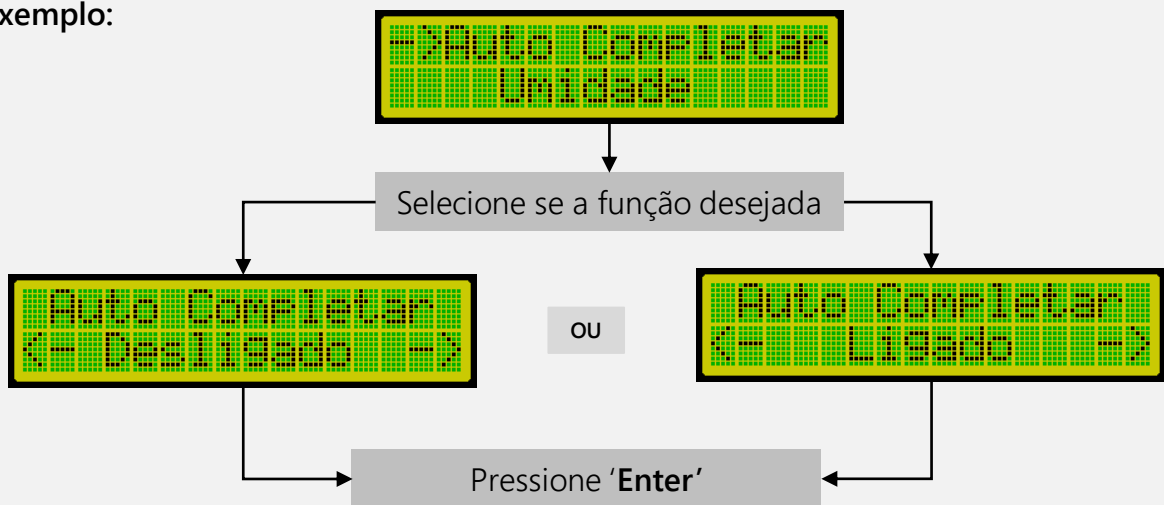 xemplo:
->Auto Completar
Umidade
Selecione se a função desejada
Auto Completar
<- Desligado ->
OU
Auto Completar
<- Ligado ->
Pressione ‘Enter’